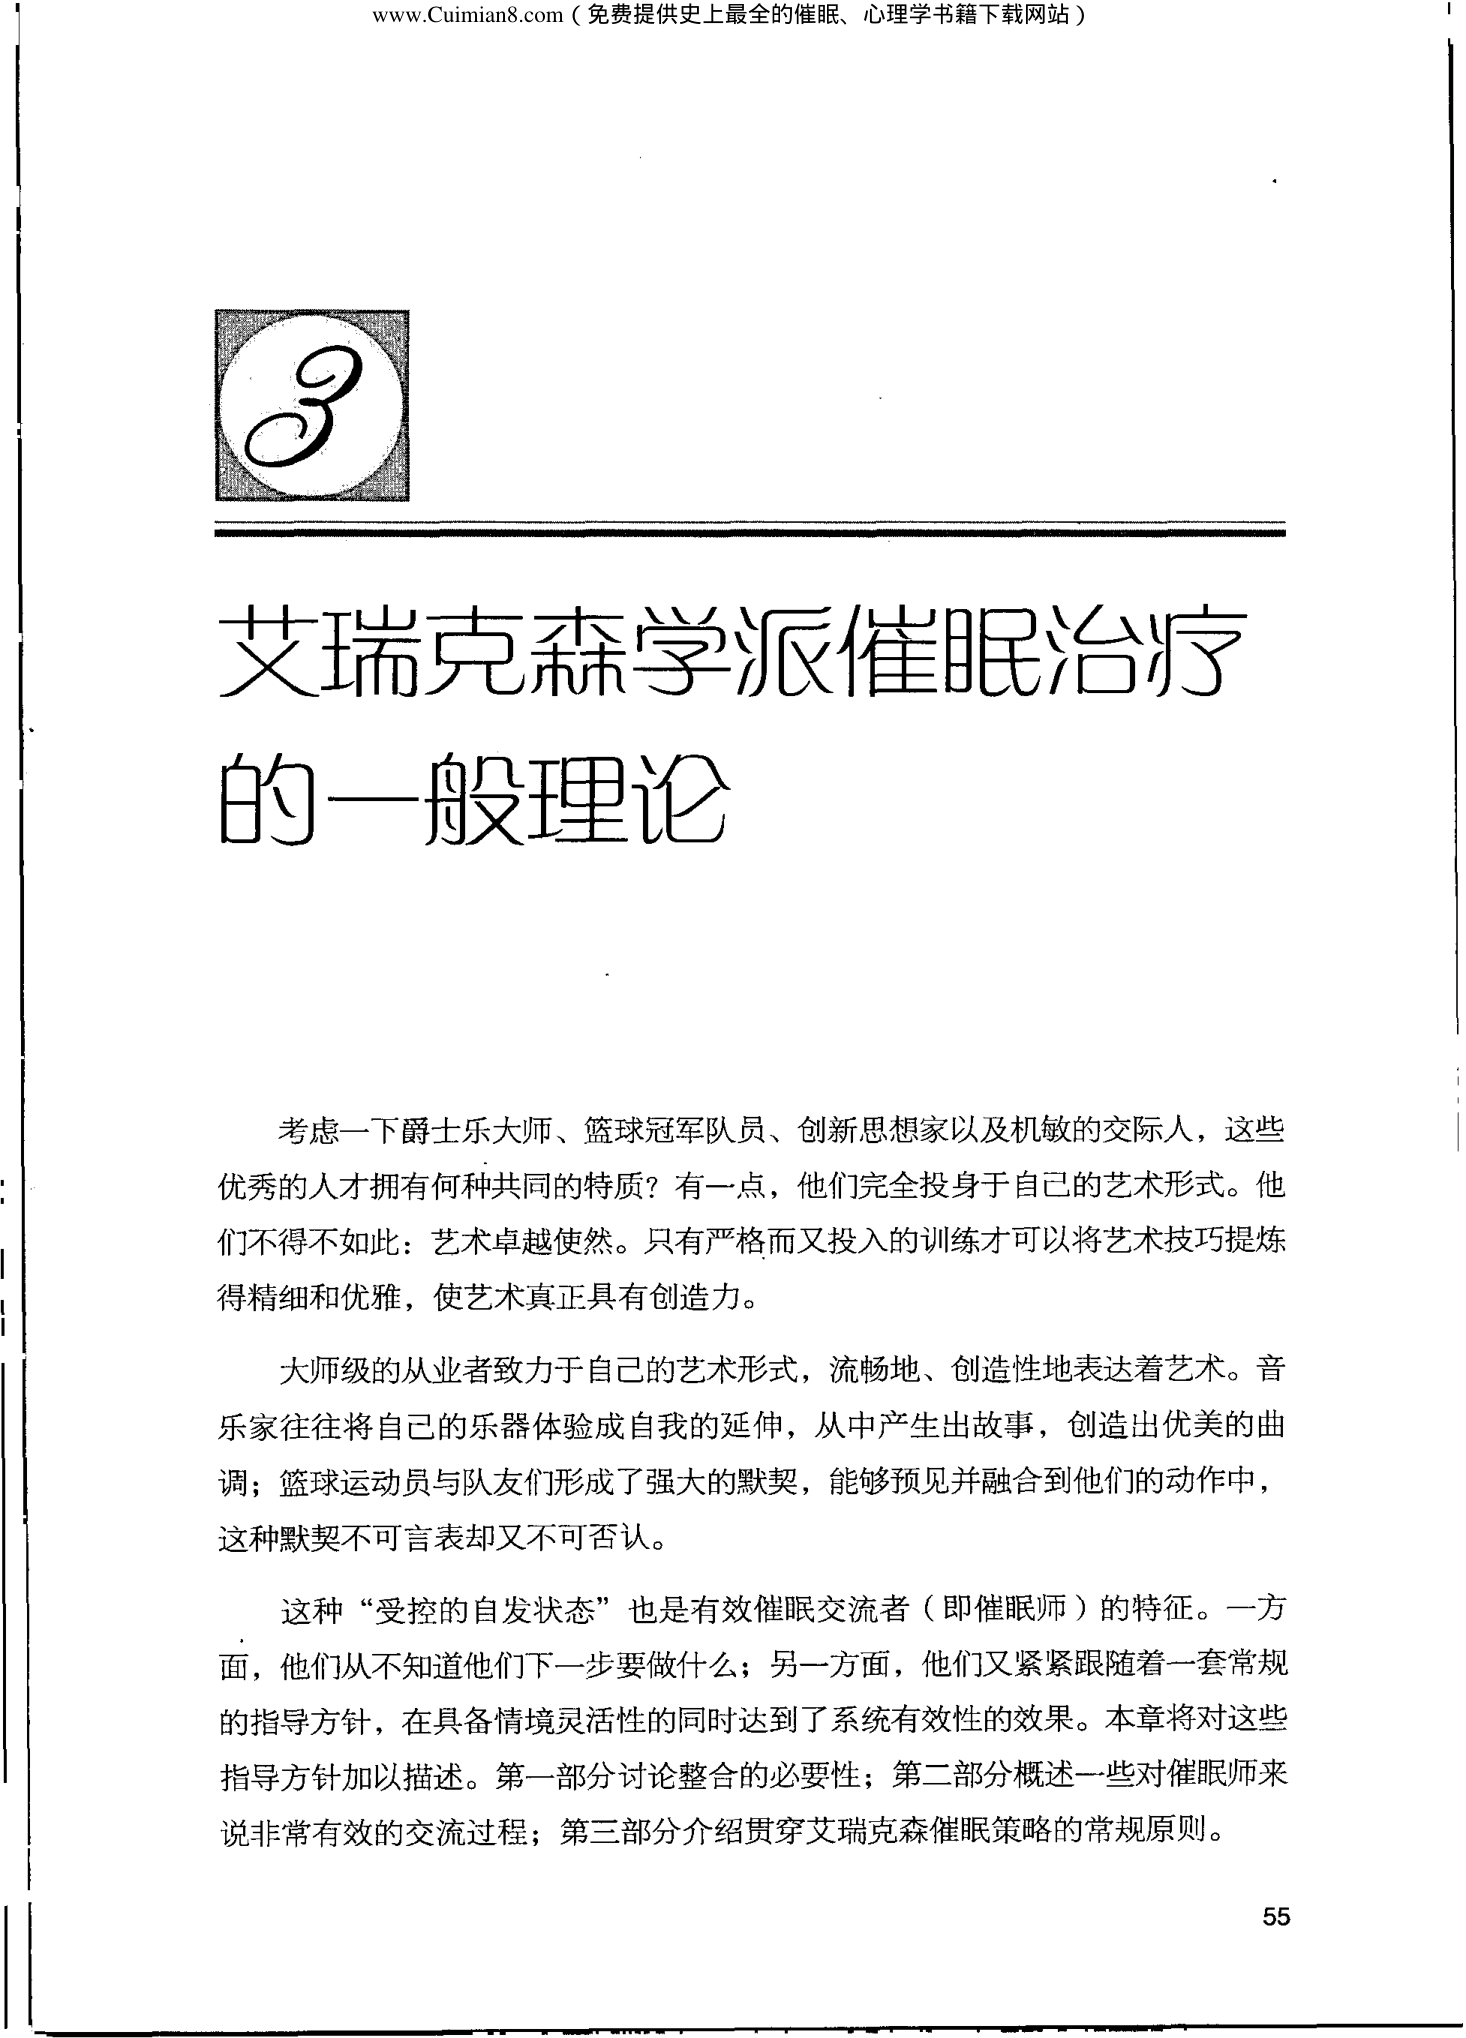 www.Cuimian8.com（免费提供史上最全的催眠、心理学书籍下载网站）
3
艾瑞克森学派催眠治疗
的一般理论
考虑一下爵士乐大师、篮球冠军队员、创新思想家以及机敏的交际人，这些
优秀的人才拥有何种共同的特质？有一点，他们完全投身于自己的艺术形式。他
们不得不如此：艺术卓越使然。只有严格而又投入的训练才可以将艺术技巧提炼
得精细和优雅，使艺术真正具有创造力。
大师级的从业者致力于自己的艺术形式，流畅地、创造性地表达着艺术。音
乐家往往将自己的乐器体验成自我的延伸，从中产生出故事，创造出优美的曲
调；篮球运动员与队友们形成了强大的默契，能够预见并融合到他们的动作中，
这种默契不可言表却又不可否认。
这种“受控的自发状态”也是有效催眠交流者（即催眠师）的特征。一方
面，他们从不知道他们下一步要做什么；另一方面，他们又紧紧跟随着一套常规
的指导方针，在具备情境灵活性的同时达到了系统有效性的效果。本章将对这些
指导方针加以描述。第一部分讨论整合的必要性；第二部分概述一些对催眠师来
说非常有效的交流过程；第三部分介绍贯穿艾瑞克森催眠策略的常规原则。
55